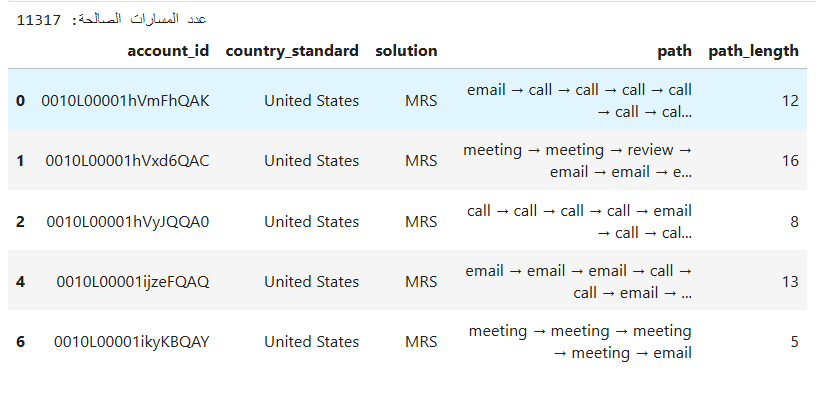 عدد المسارات الصالحة: 11317
account_id country_standard solution path path_length
0 0010L00001hVmFhQAK United States MRS email → call → call → call → call 12
→ call → cal...
1 0010L00001hVxd6QAC United States MRS meeting → meeting → review → 16
email → email → e...
2 0010L00001hVyJQQA0 United States MRS call → call → call → call → email 8
→ call → cal...
4 0010L00001ijzeFQAQ United States MRS email → email → email → call → 13
call → email → ...
6 0010L00001ikyKBQAY United States MRS meeting → meeting → meeting 5
→ meeting → email